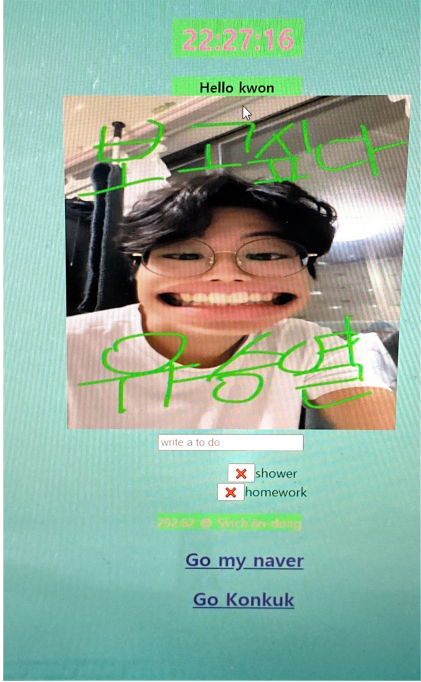 22:27:16
Hello kwon
보고싶다
유승열
write a to do
❌shower
❌homework
292.62 @ Sinch'ŏn-dong
Go my naver
Go Konkuk